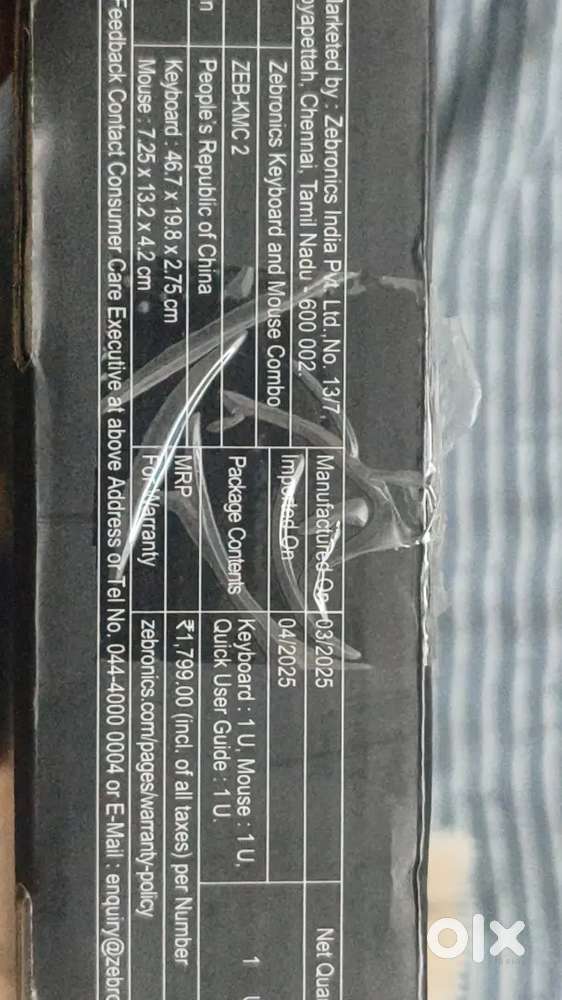 Marketed by : Zebronics India Pvt. Ltd., No. 13/7,
oyapettah, Chennai, Tamil Nadu - 600 002.
Manufactured On
03/2025
Net Qua
Zebronics Keyboard and Mouse Combo
Imported On
04/2025
1 U
ZEB-KMC 2
Package Contents
Keyboard : 1 U, Mouse : 1 U,
Quick User Guide : 1 U.
n
People's Republic of China
Keyboard : 46.7 x 19.8 x 2.75 cm
Mouse : 7.25 x 13.2 x 4.2 cm
MRP
₹1,799.00 (incl. of all taxes) per Number
For Warranty
zebronics.com/pages/warranty-policy
Feedback Contact Consumer Care Executive at above Address or Tel No. 044-4000 0004 or E-Mail : enquiry@zebro
olx